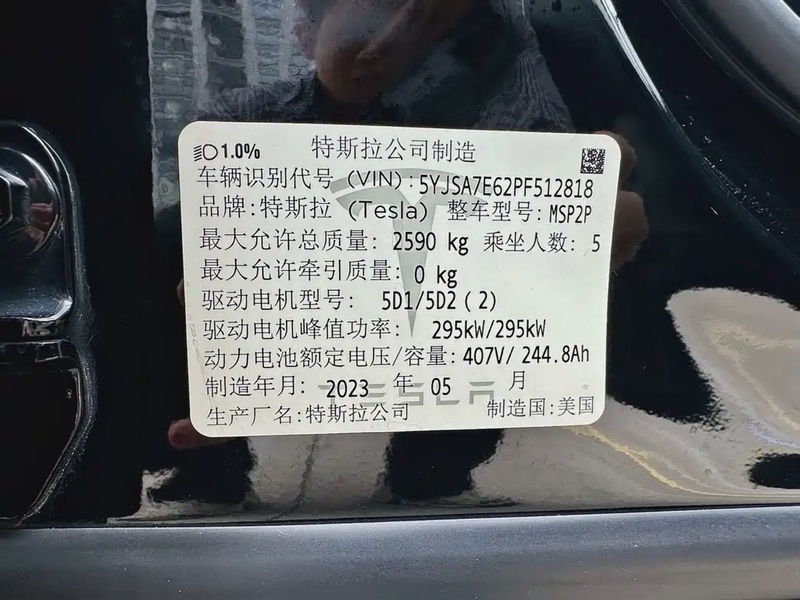 1.0% 特斯拉公司制造
车辆识别代号 (VIN): 5YJSA7E62PF512818
品牌:特斯拉 (Tesla) 整车型号: MSP2P
最大允许总质量: 2590 kg 乘坐人数: 5
最大允许牵引质量: 0 kg
驱动电机型号: 5D1/5D2 (2)
驱动电机峰值功率: 295kW/295kW
动力电池额定电压/容量: 407V/ 244.8Ah
制造年月: 2023 年 05 月
TESLA
生产厂名:特斯拉公司 制造国:美国